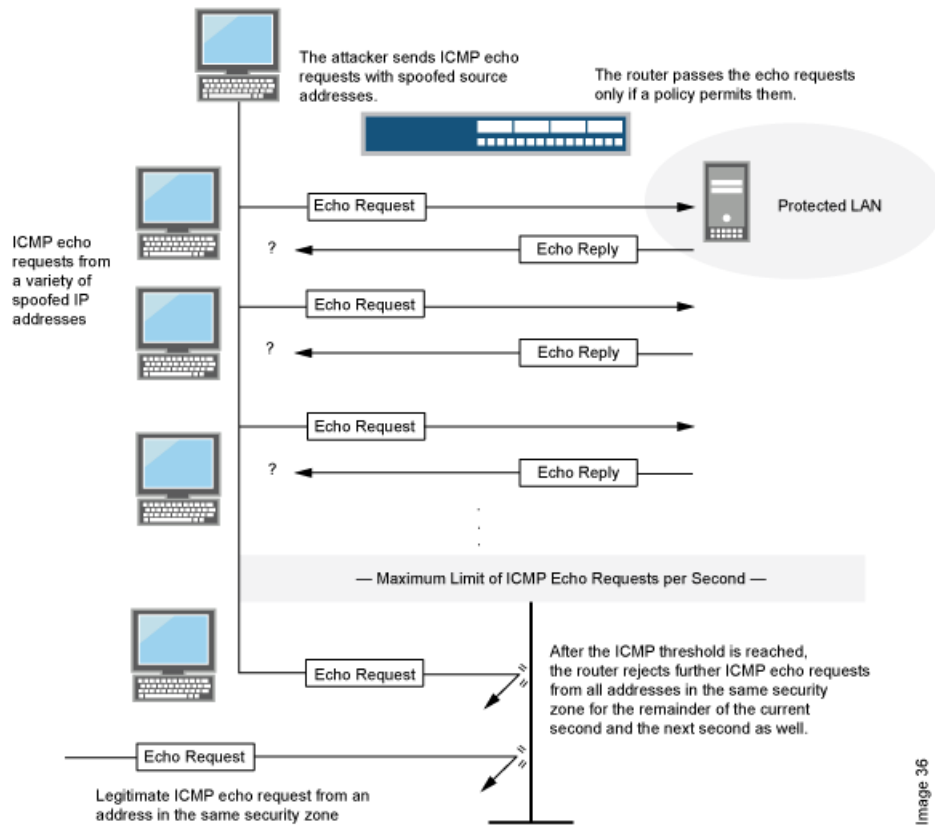 The attacker sends ICMP echo
requests with spoofed source
addresses.
The router passes the echo requests
only if a policy permits them.
Echo Request
Protected LAN
ICMP echo
requests from
a variety of
spoofed IP
addresses
?
Echo Reply
Echo Request
?
Echo Reply
Echo Request
?
Echo Reply
— Maximum Limit of ICMP Echo Requests per Second —
Echo Request
After the ICMP threshold is reached,
the router rejects further ICMP echo requests
from all addresses in the same security
zone for the remainder of the current
second and the next second as well.
Echo Request
Legitimate ICMP echo request from an
address in the same security zone
Image 36